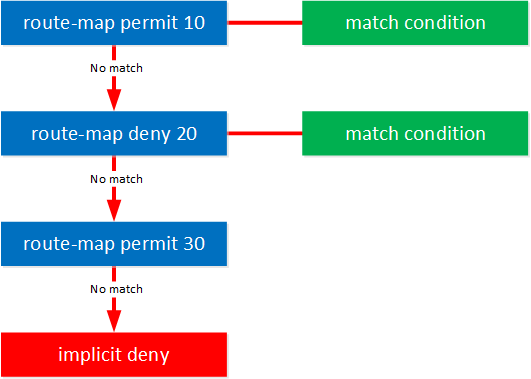 route-map permit 10
match condition
No match
route-map deny 20
match condition
No match
route-map permit 30
No match
implicit deny